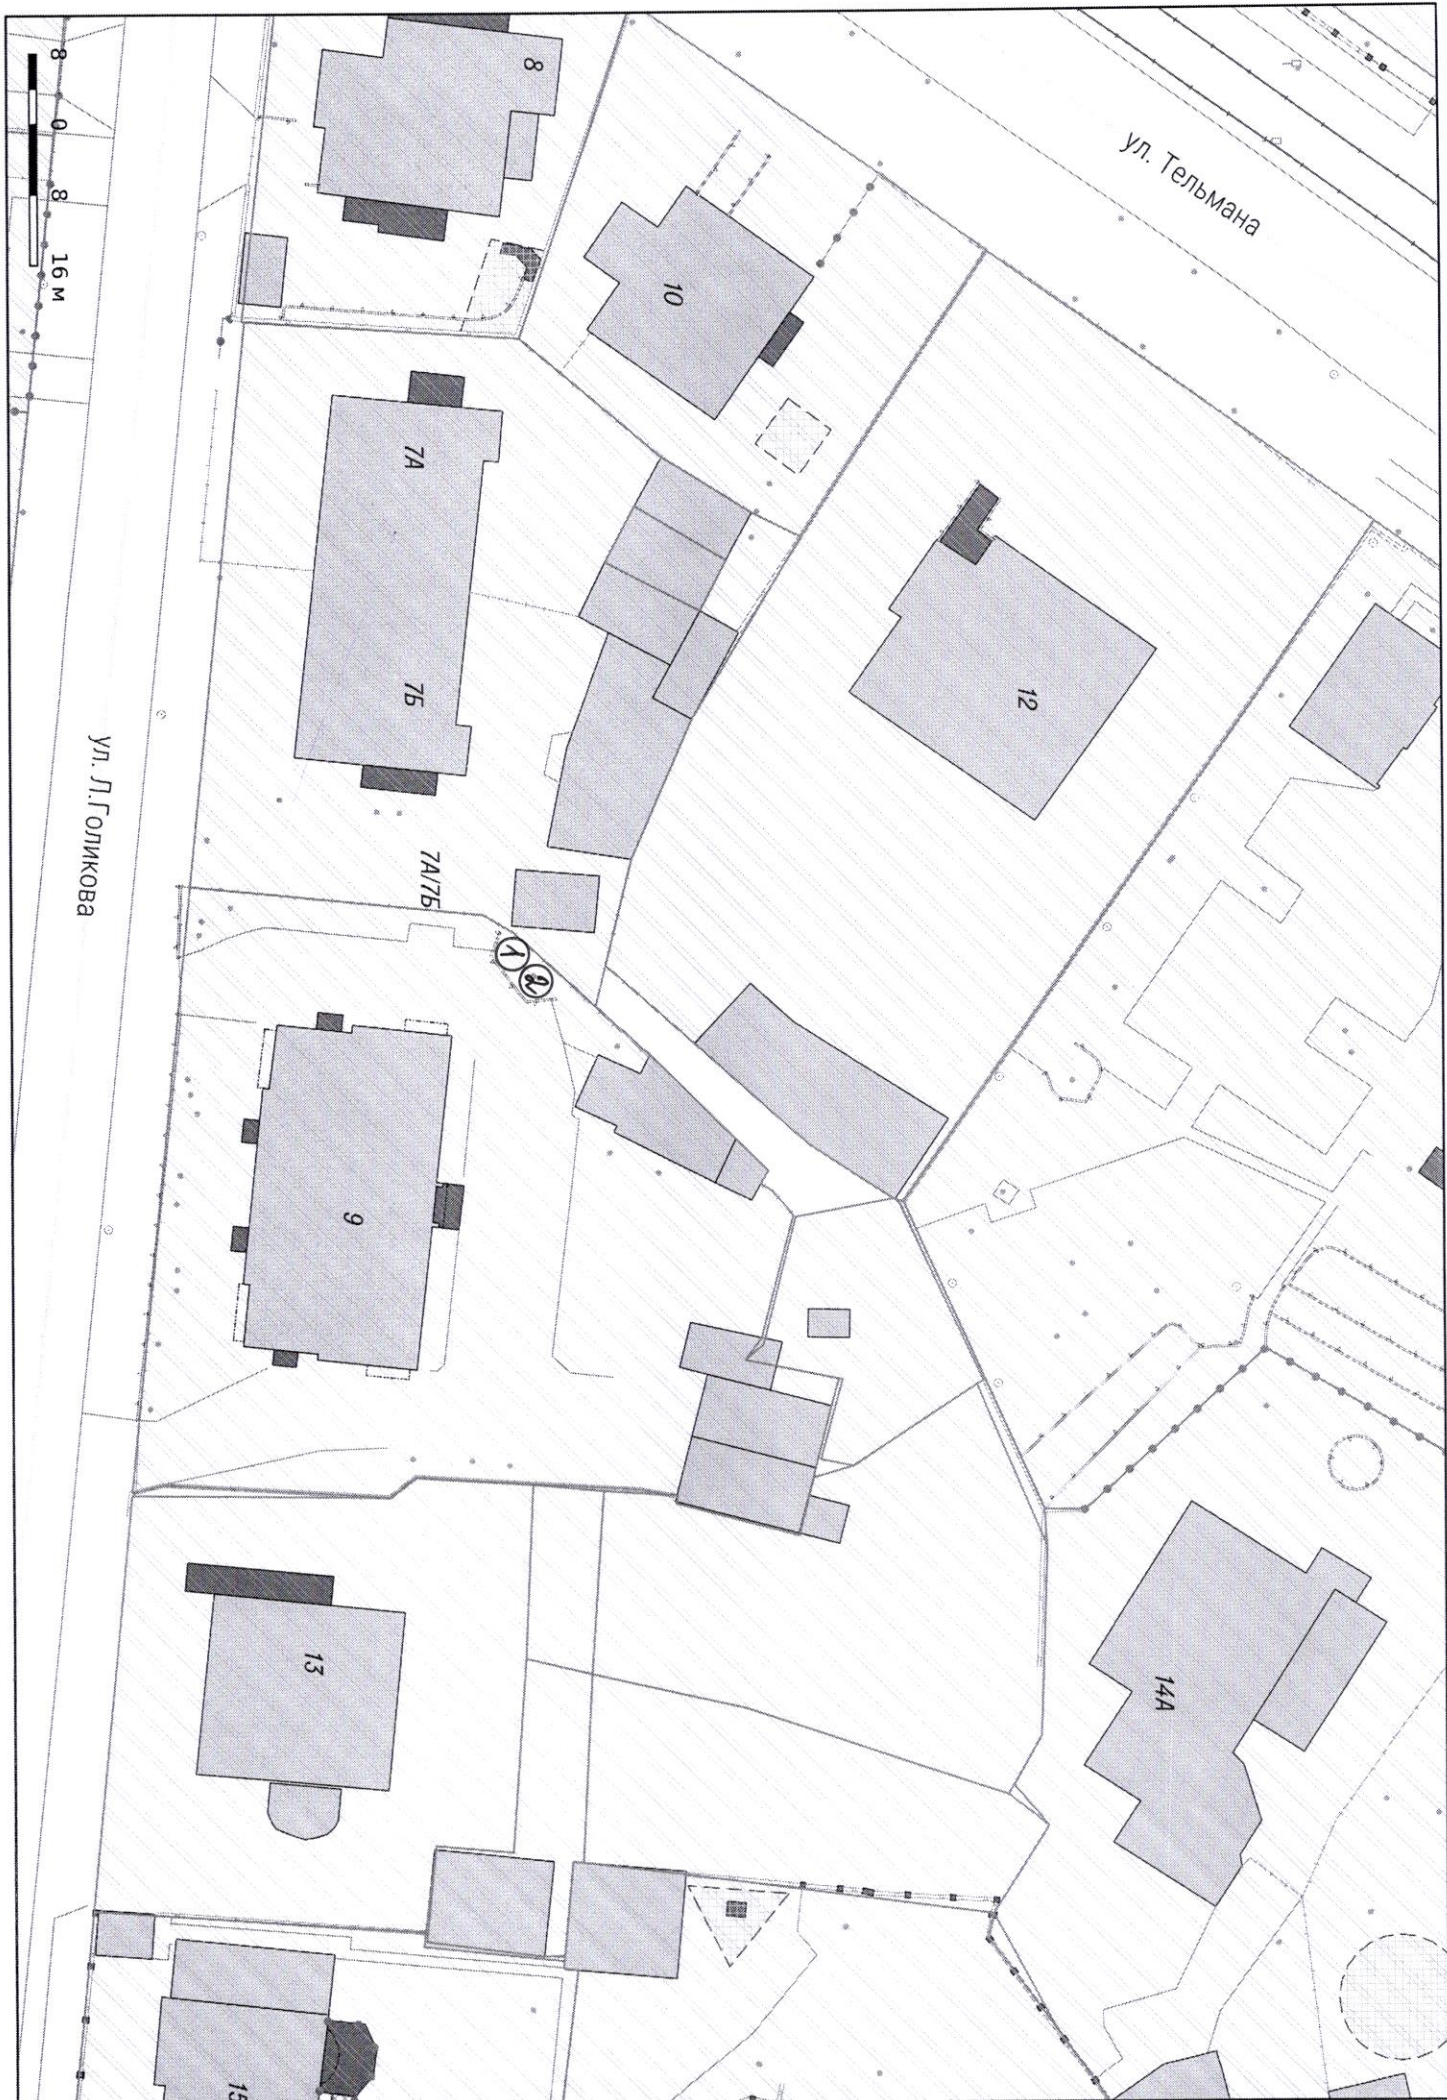 8 0 8 16 м
8
ул. Тельмана
10
7А
12
7Б
ул. Л.Голикова
7А/7Б
1
2
9
13
14А
15